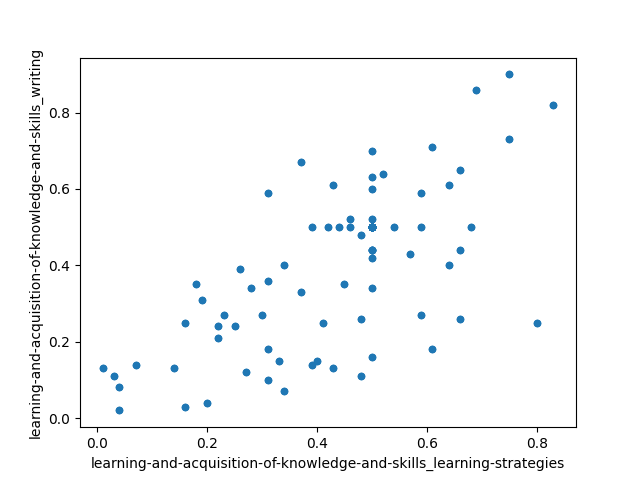 learning-and-acquisition-of-knowledge-and-skills_writing
0.8
0.6
0.4
0.2
0.0
0.0 0.2 0.4 0.6 0.8
learning-and-acquisition-of-knowledge-and-skills_learning-strategies